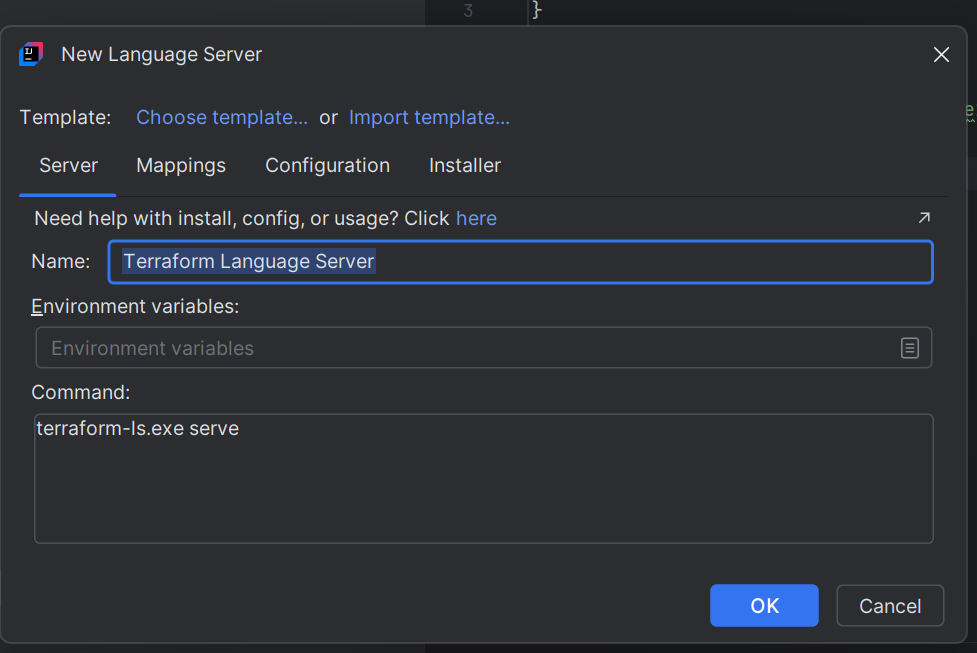 3 }
New Language Server
Template: Choose template... or Import template...
Server Mappings Configuration Installer
Need help with install, config, or usage? Click here
Name: Terraform Language Server
Environment variables:
Environment variables
Command:
terraform-ls.exe serve
OK Cancel